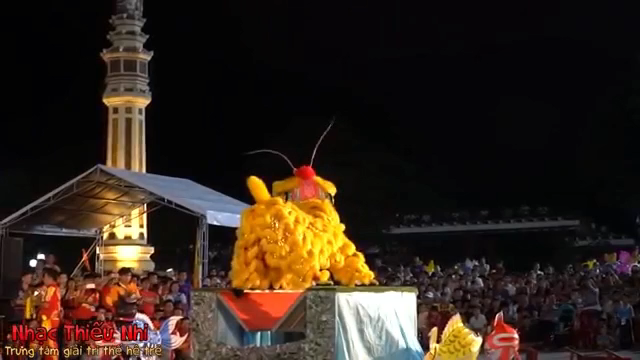 Nhạc Thiếu Nhi
Trung tâm giải trí thế hệ trẻ